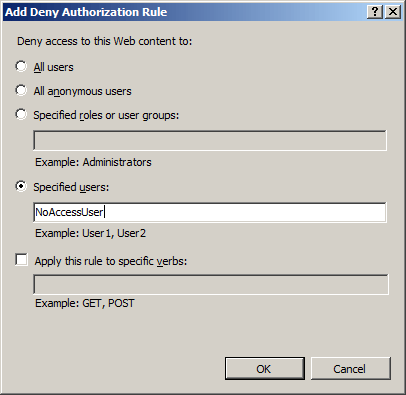 Add Deny Authorization Rule
Deny access to this Web content to:
All users
All anonymous users
Specified roles or user groups:
Example: Administrators
Specified users:
NoAccessUser
Example: User1, User2
Apply this rule to specific verbs:
Example: GET, POST
OK Cancel